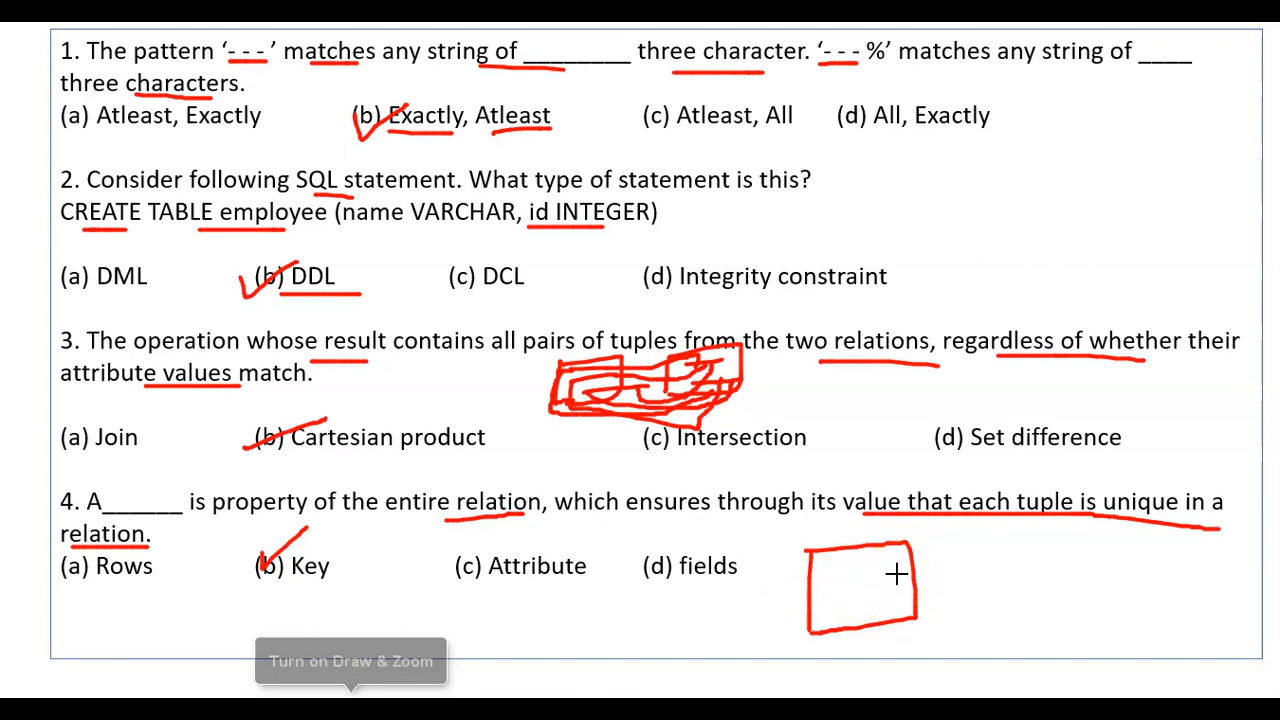 1. The pattern ‘- - - ’ matches any string of ________ three character. ‘- - - %’ matches any string of ____
three characters.
(a) Atleast, Exactly (b) Exactly, Atleast (c) Atleast, All (d) All, Exactly
2. Consider following SQL statement. What type of statement is this?
CREATE TABLE employee (name VARCHAR, id INTEGER)
(a) DML (b) DDL (c) DCL (d) Integrity constraint
3. The operation whose result contains all pairs of tuples from the two relations, regardless of whether their
attribute values match.
(a) Join (b) Cartesian product (c) Intersection (d) Set difference
4. A______ is property of the entire relation, which ensures through its value that each tuple is unique in a
relation.
(a) Rows (b) Key (c) Attribute (d) fields
Turn on Draw & Zoom